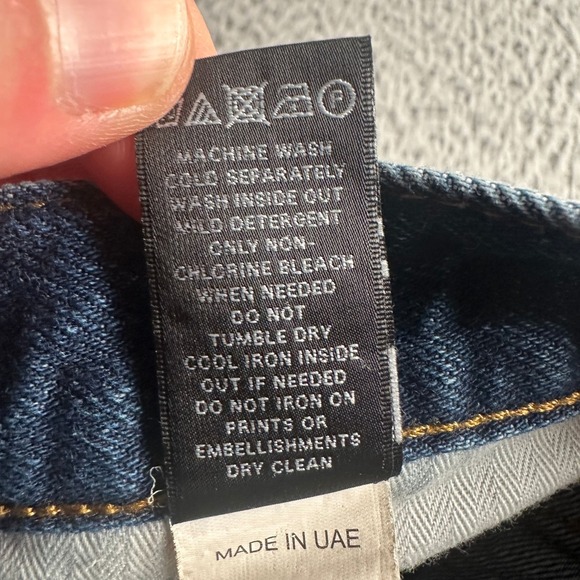 P
MACHINE WASH
COLD SEPARATELY
WASH INSIDE OUT
MILD DETERGENT
ONLY NON-
CHLORINE BLEACH
WHEN NEEDED
DO NOT
TUMBLE DRY
COOL IRON INSIDE
OUT IF NEEDED
DO NOT IRON ON
PRINTS OR
EMBELLISHMENTS
DRY CLEAN
MADE IN UAE